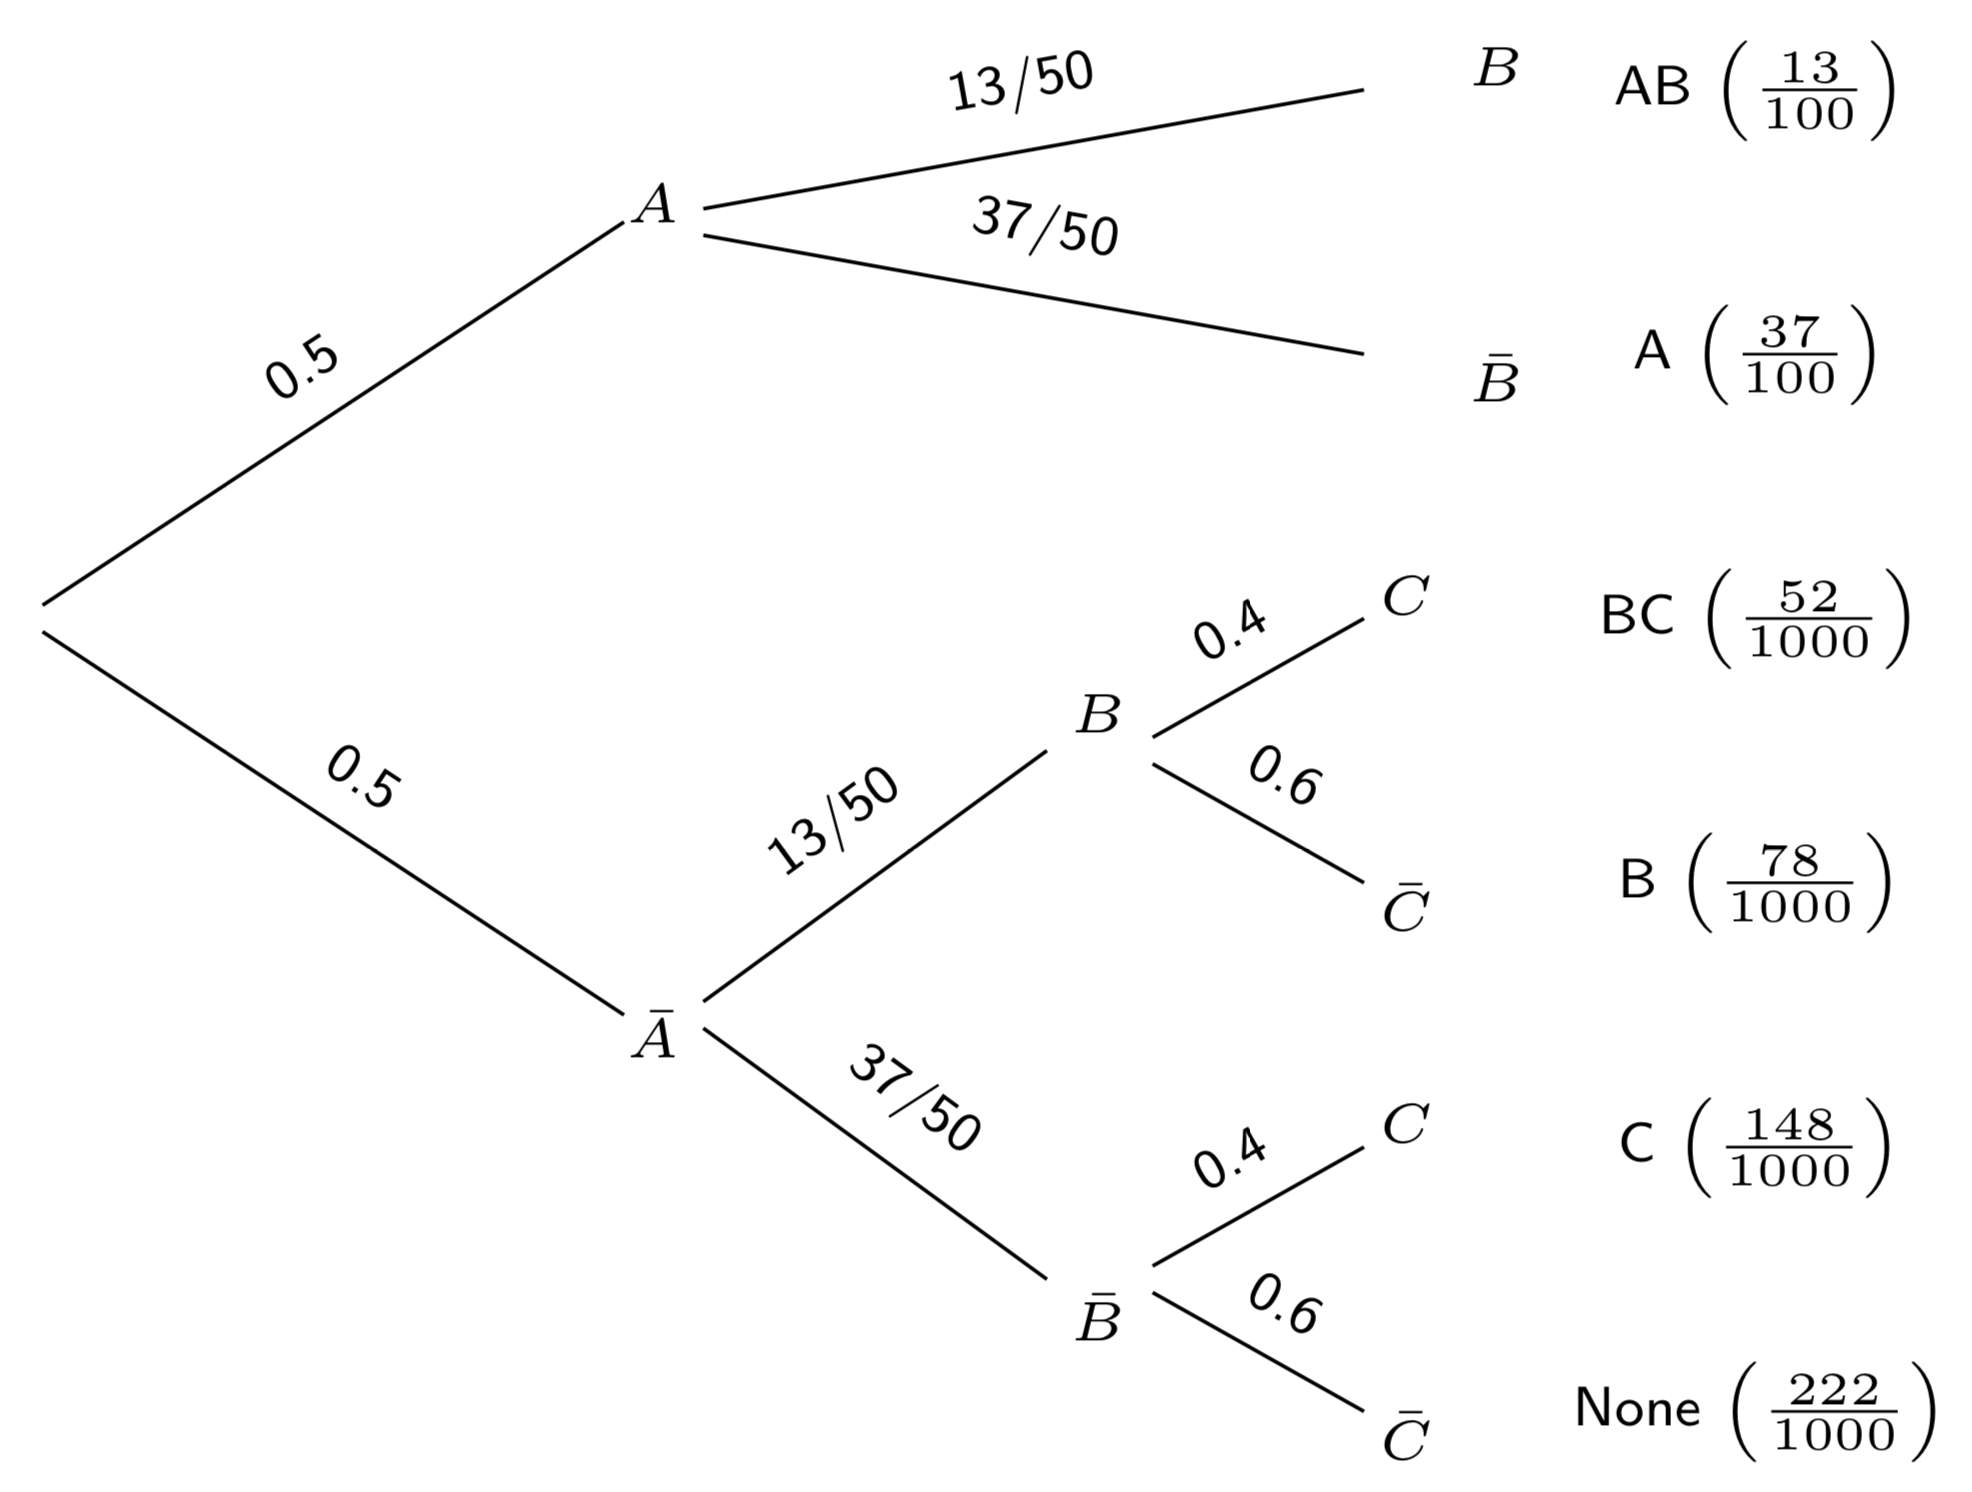 13/50
B
AB (13/100)
A
37/50
B̄
A (37/100)
0.5
C
0.4
BC (52/1000)
B
0.6
0.5
13/50
C̄
B (78/1000)
Ā
37/50
C
0.4
C (148/1000)
B̄
0.6
C̄
None (222/1000)